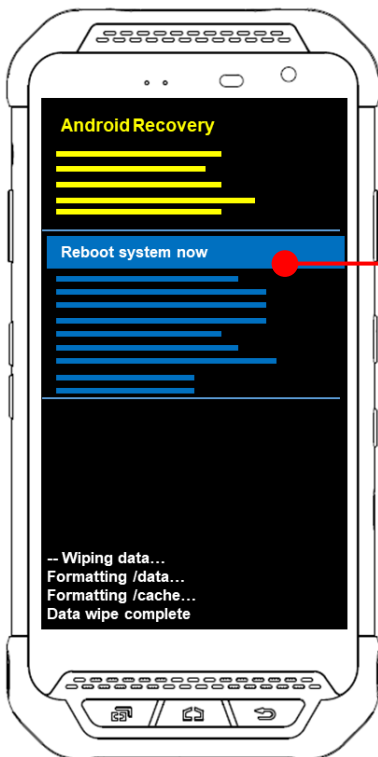 Android Recovery
Reboot system now
-- Wiping data...
Formatting /data...
Formatting /cache...
Data wipe complete